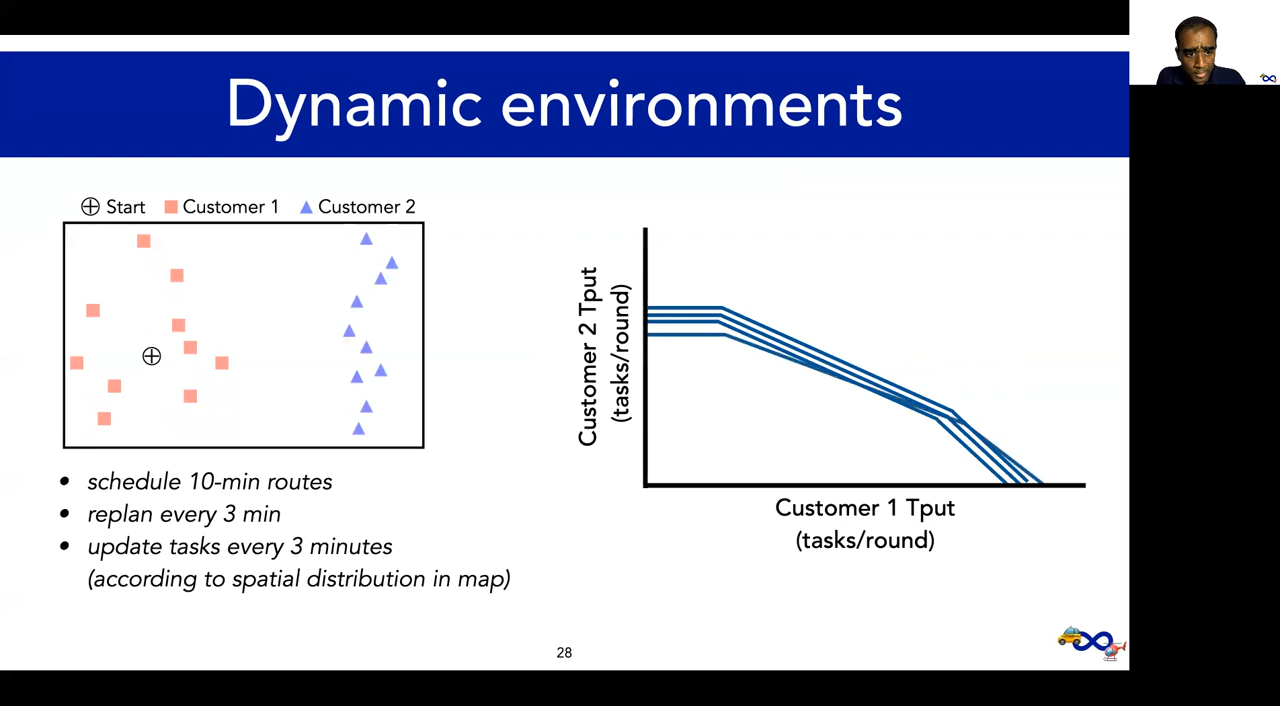 Dynamic environments
Start Customer 1 Customer 2
• schedule 10-min routes
• replan every 3 min
• update tasks every 3 minutes
(according to spatial distribution in map)
Customer 2 Tput
(tasks/round)
Customer 1 Tput
(tasks/round)
28